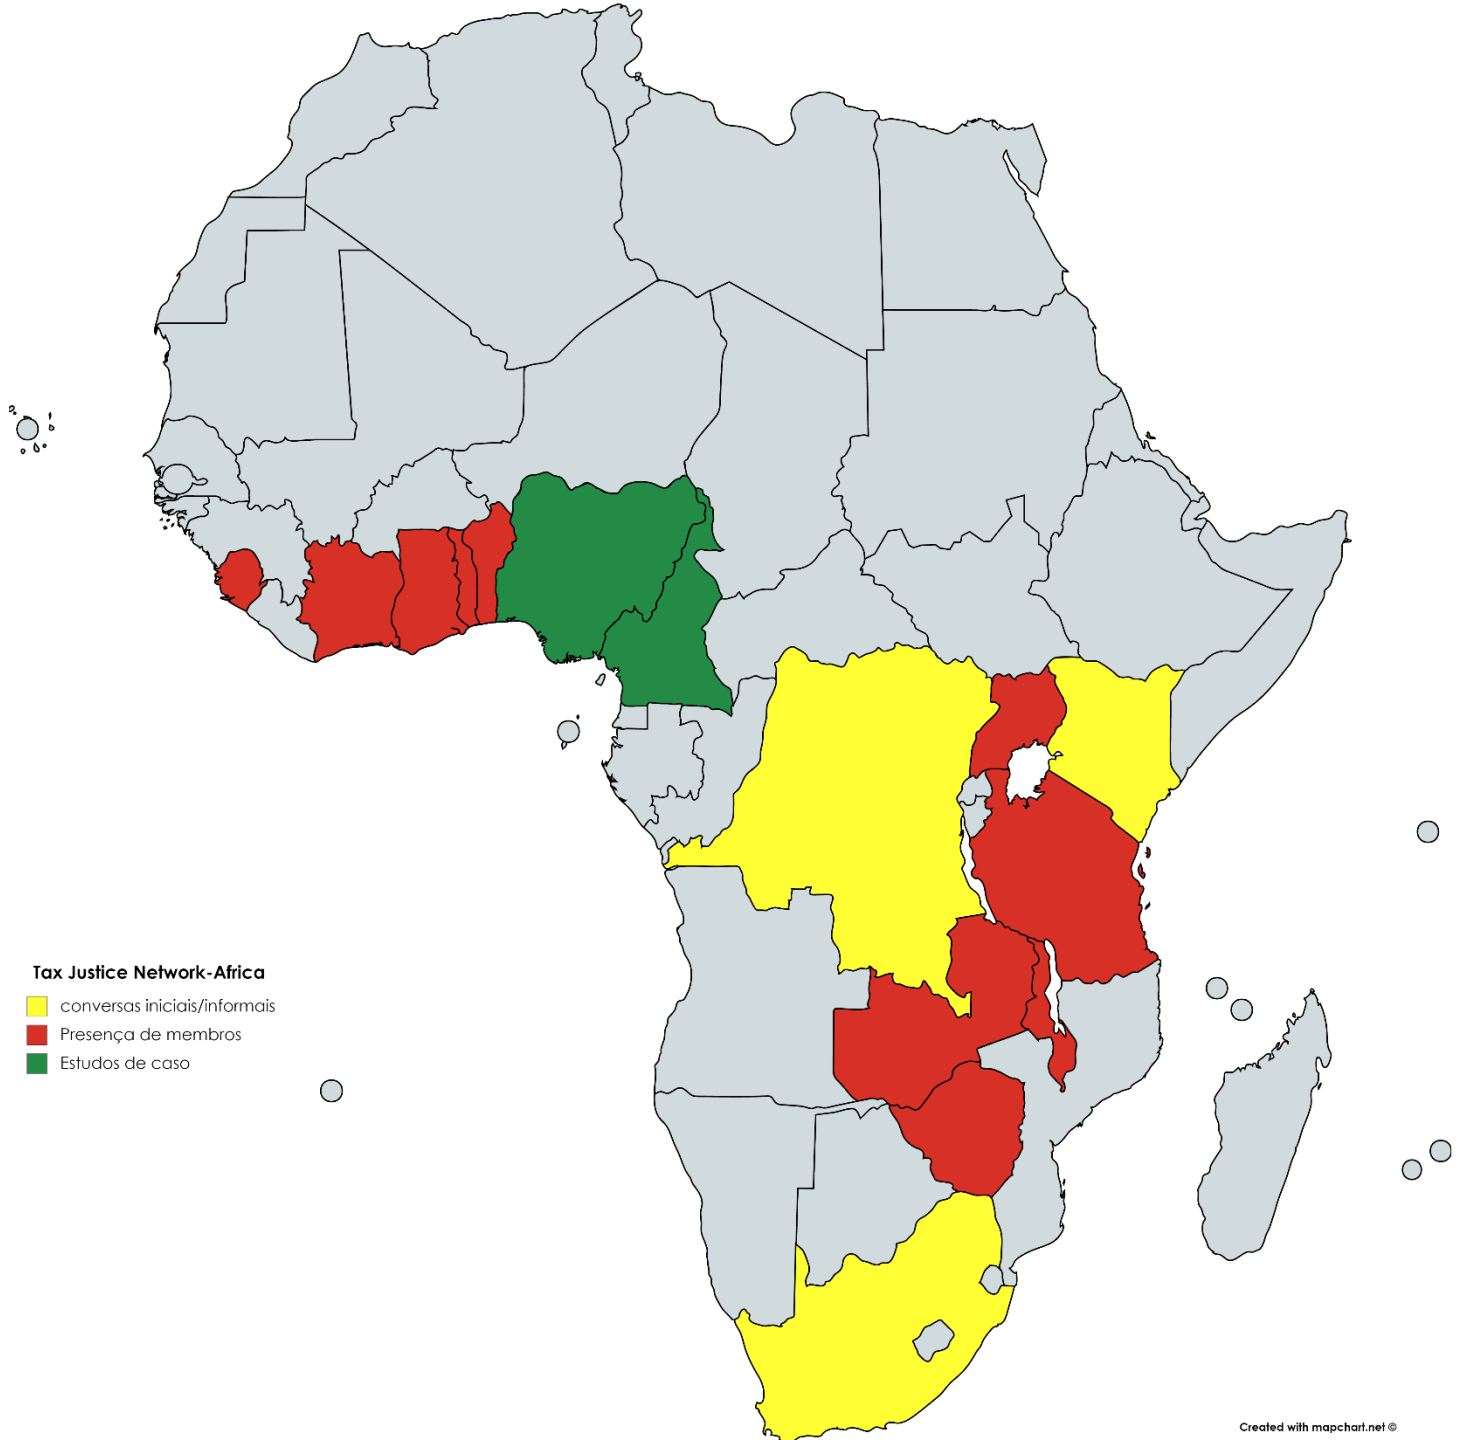 Tax Justice Network-Africa
conversas iniciais/informais
Presença de membros
Estudos de caso
Created with mapchart.net ©